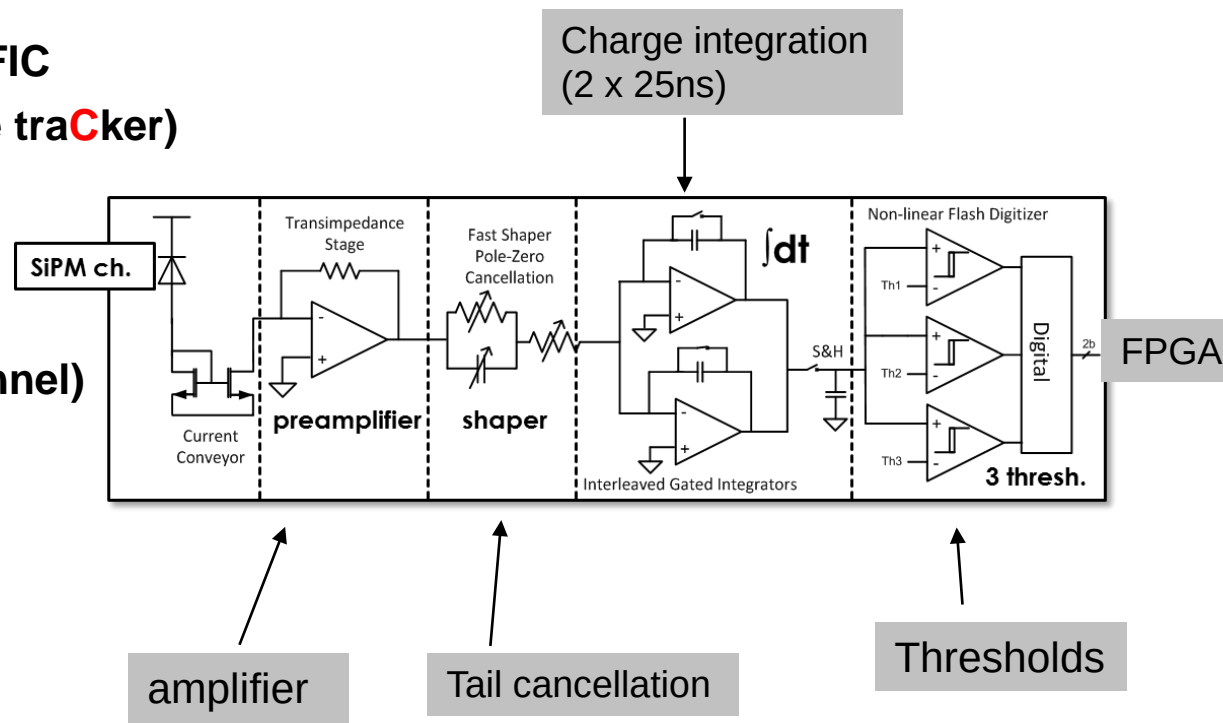 FIC
traCker)
Charge integration
(2 x 25ns)
nnel)
SiPM ch.
Current
Conveyor
Transimpedance
Stage
preamplifier
Fast Shaper
Pole-Zero
Cancellation
shaper
∫dt
Interleaved Gated Integrators
S&H
Non-linear Flash Digitizer
Th1
Th2
Th3
+
-
+
-
+
-
+
-
+
-
+
-
Digital
3 thresh.
2b
FPGA
amplifier
Tail cancellation
Thresholds